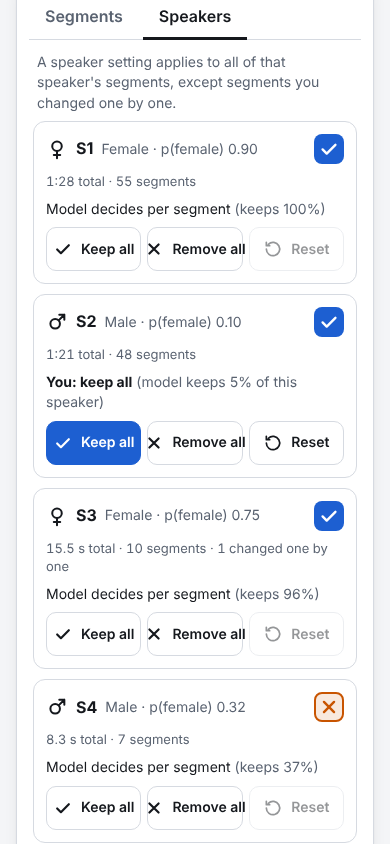 Segments Speakers
A speaker setting applies to all of that
speaker's segments, except segments you
changed one by one.
S1 Female · p(female) 0.90
1:28 total · 55 segments
Model decides per segment (keeps 100%)
Keep all Remove all Reset
S2 Male · p(female) 0.10
1:21 total · 48 segments
You: keep all (model keeps 5% of this
speaker)
Keep all Remove all Reset
S3 Female · p(female) 0.75
15.5 s total · 10 segments · 1 changed one by
one
Model decides per segment (keeps 96%)
Keep all Remove all Reset
S4 Male · p(female) 0.32
8.3 s total · 7 segments
Model decides per segment (keeps 37%)
Keep all Remove all Reset